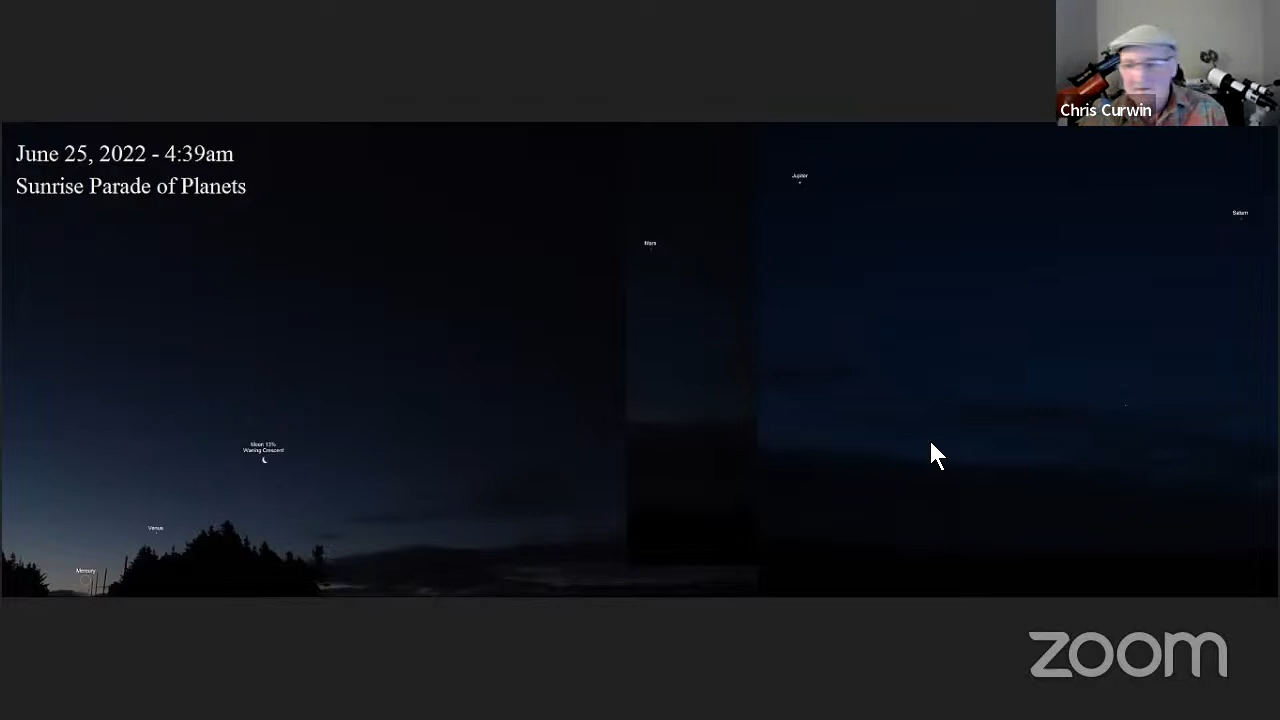 Chris Curwin
June 25, 2022 - 4:39am
Sunrise Parade of Planets
Jupiter
Saturn
Mars
Moon 13%
Waning Crescent
Venus
Mercury
zoom